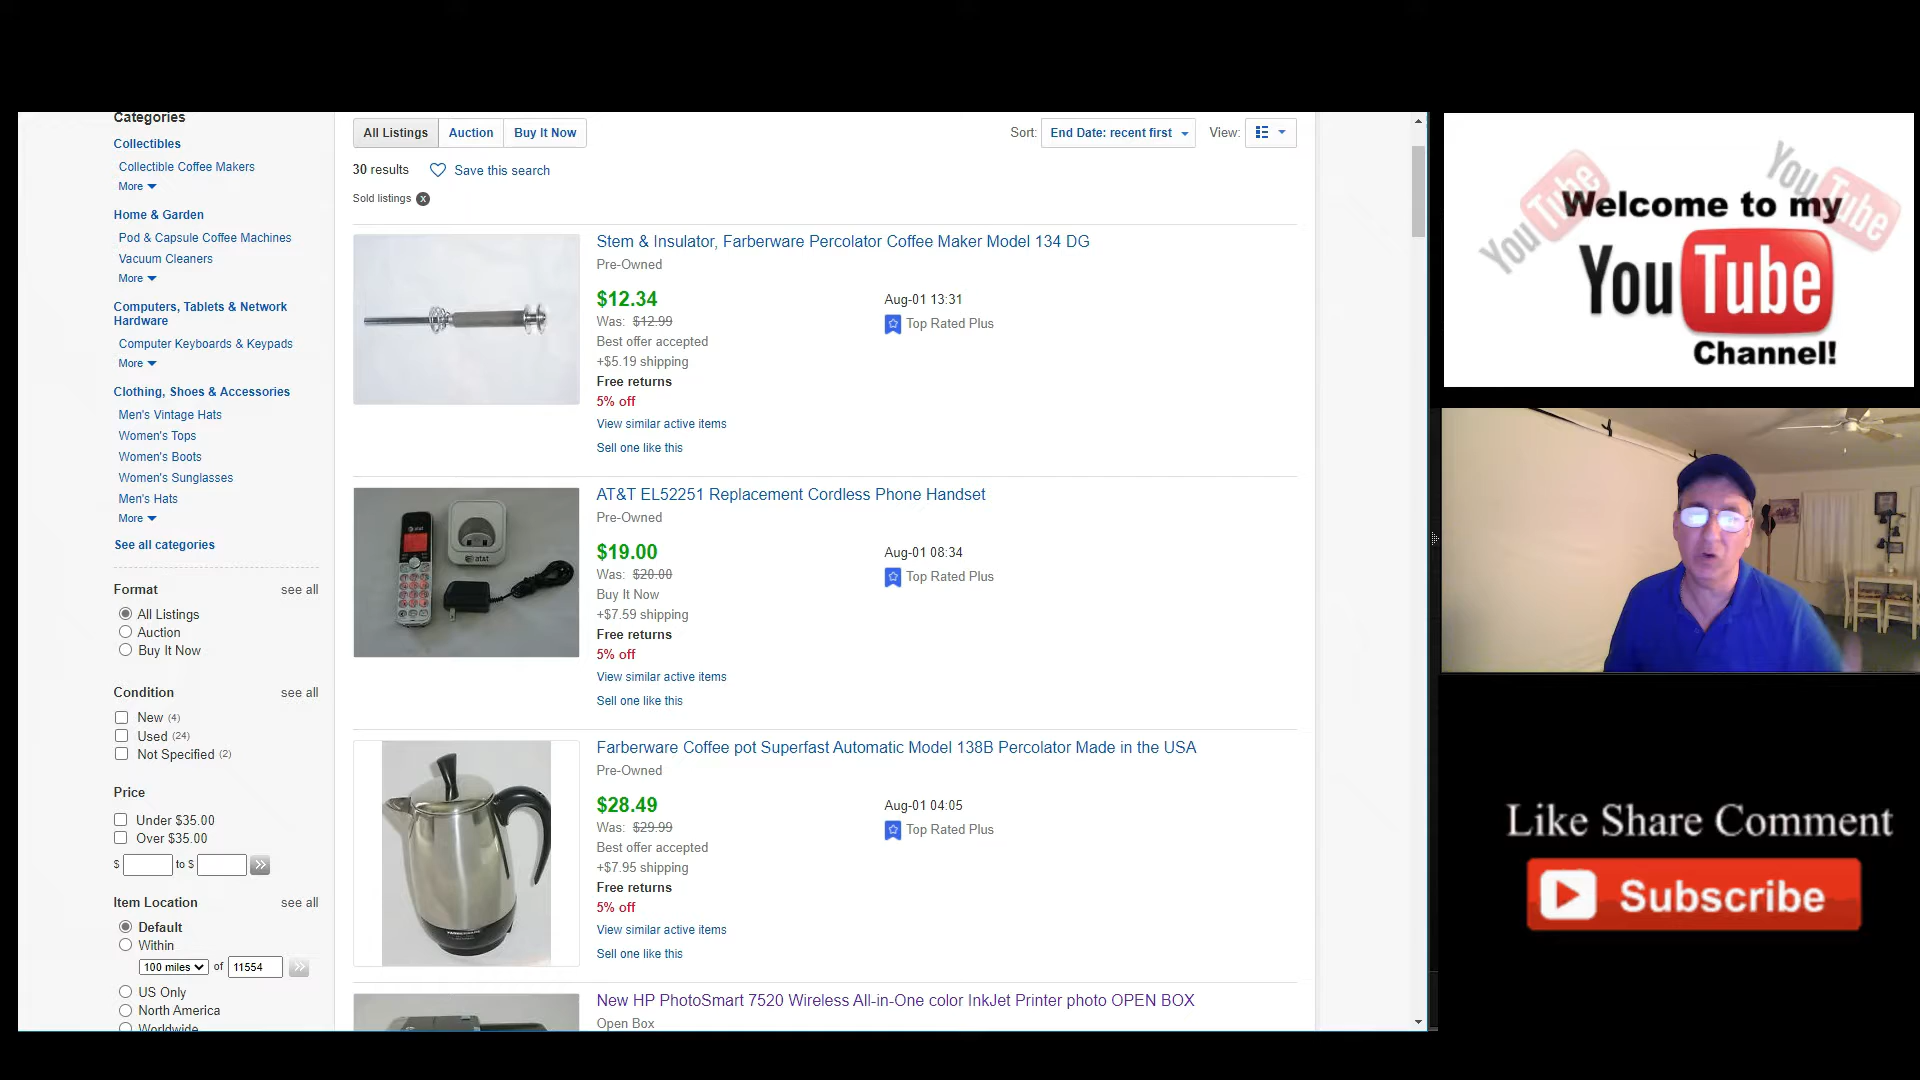 Categories
Collectibles
Collectible Coffee Makers
More
Home & Garden
Pod & Capsule Coffee Machines
Vacuum Cleaners
More
Computers, Tablets & Network
Hardware
Computer Keyboards & Keypads
More
Clothing, Shoes & Accessories
Men's Vintage Hats
Women's Tops
Women's Boots
Women's Sunglasses
Men's Hats
More
See all categories
Format see all
All Listings
Auction
Buy It Now
Condition see all
New (4)
Used (24)
Not Specified (2)
Price
Under $35.00
Over $35.00
$ to $
Item Location see all
Default
Within
100 miles of 11554
US Only
North America
Worldwide
All Listings Auction Buy It Now
Sort: End Date: recent first View:
30 results Save this search
Sold listings x
Stem & Insulator, Farberware Percolator Coffee Maker Model 134 DG
Pre-Owned
$12.34 Aug-01 13:31
Was: $12.99 Top Rated Plus
Best offer accepted
+$5.19 shipping
Free returns
5% off
View similar active items
Sell one like this
AT&T EL52251 Replacement Cordless Phone Handset
Pre-Owned
$19.00 Aug-01 08:34
Was: $20.00 Top Rated Plus
Buy It Now
+$7.59 shipping
Free returns
5% off
View similar active items
Sell one like this
at&t
Farberware Coffee pot Superfast Automatic Model 138B Percolator Made in the USA
Pre-Owned
$28.49 Aug-01 04:05
Was: $29.99 Top Rated Plus
Best offer accepted
+$7.95 shipping
Free returns
5% off
View similar active items
Sell one like this
New HP PhotoSmart 7520 Wireless All-in-One color InkJet Printer photo OPEN BOX
Open Box
YouTube
YouTube
Welcome to my
YouTube
Channel!
Like Share Comment
Subscribe